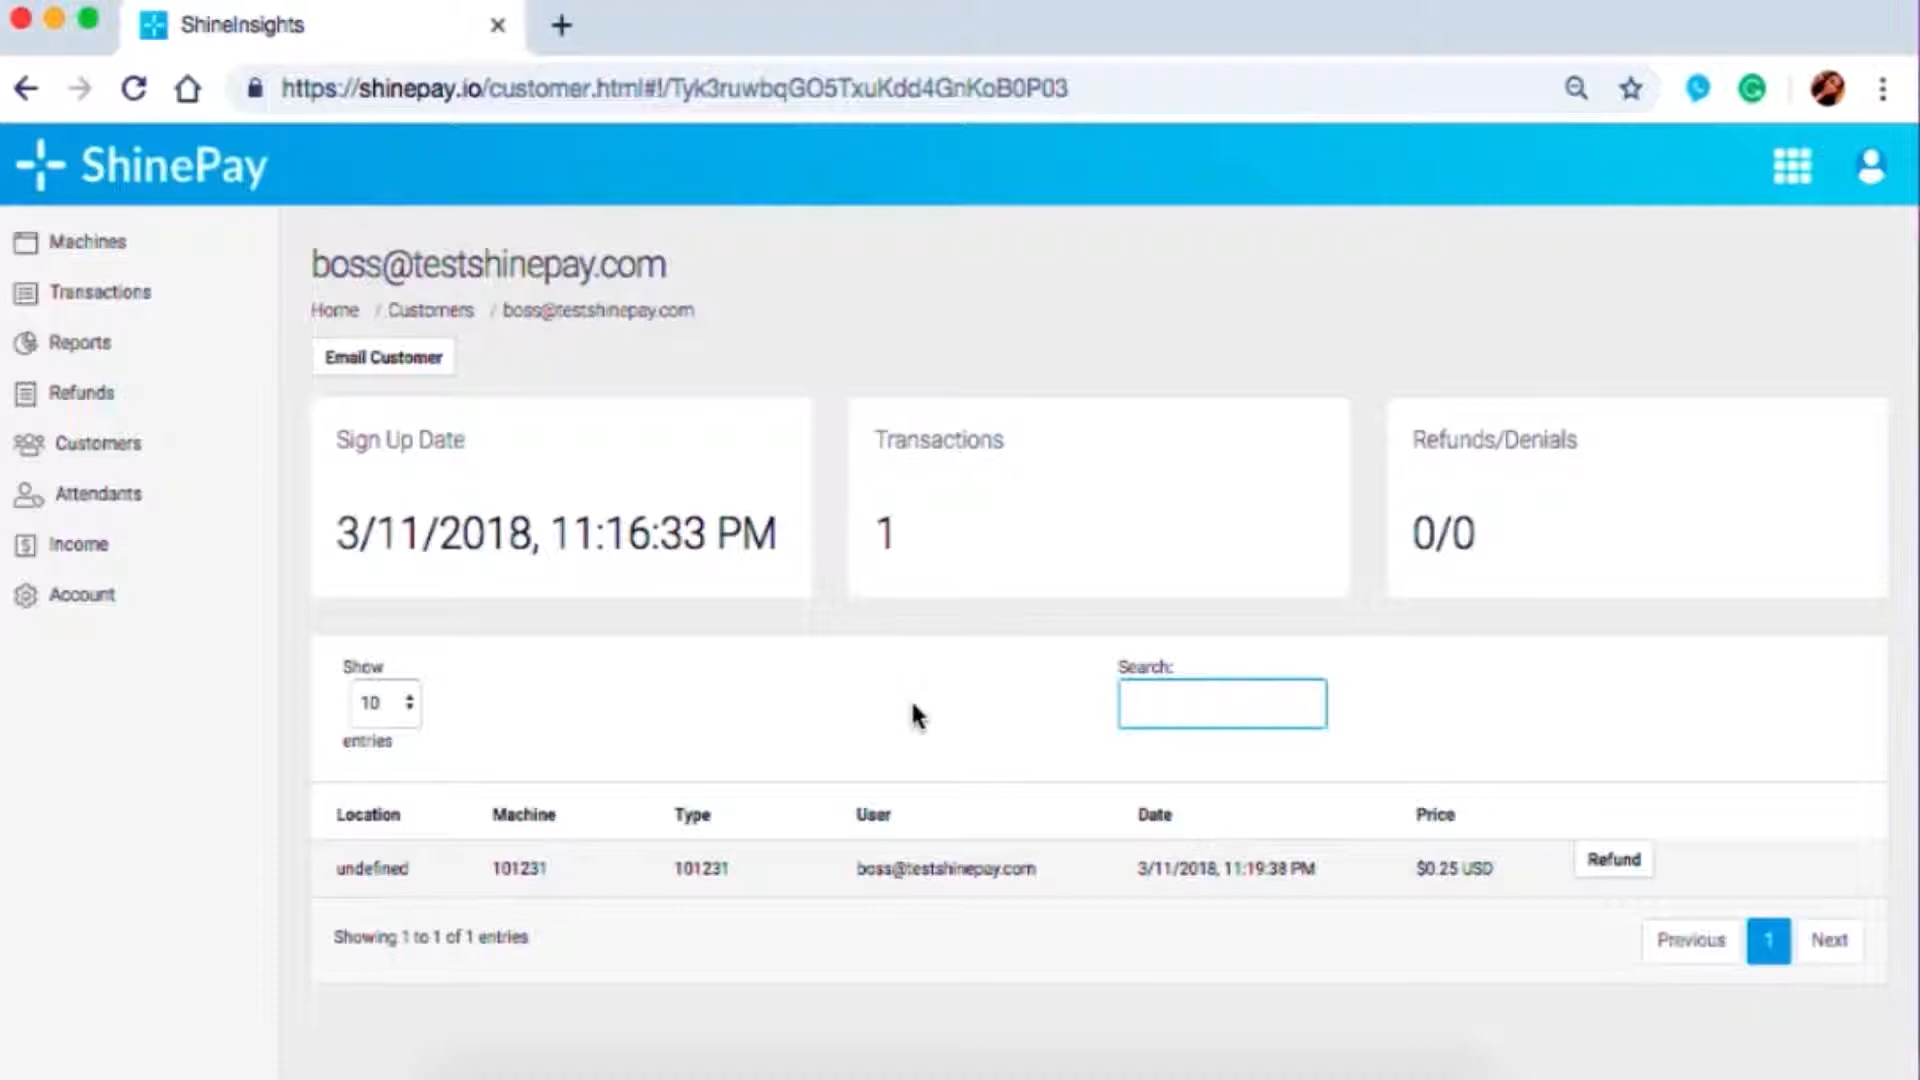 ShineInsights
https://shinepay.io/customer.html#!/Tyk3ruwbqGO5TxuKdd4GnKoB0P03
ShinePay
Machines
Transactions
Reports
Refunds
Customers
Attendants
Income
Account
boss@testshinepay.com
Home / Customers / boss@testshinepay.com
Email Customer
Sign Up Date
3/11/2018, 11:16:33 PM
Transactions
1
Refunds/Denials
0/0
Show
10
entries
Search:
Location Machine Type User Date Price
undefined 101231 101231 boss@testshinepay.com 3/11/2018, 11:19:38 PM $0.25 USD Refund
Showing 1 to 1 of 1 entries
Previous 1 Next